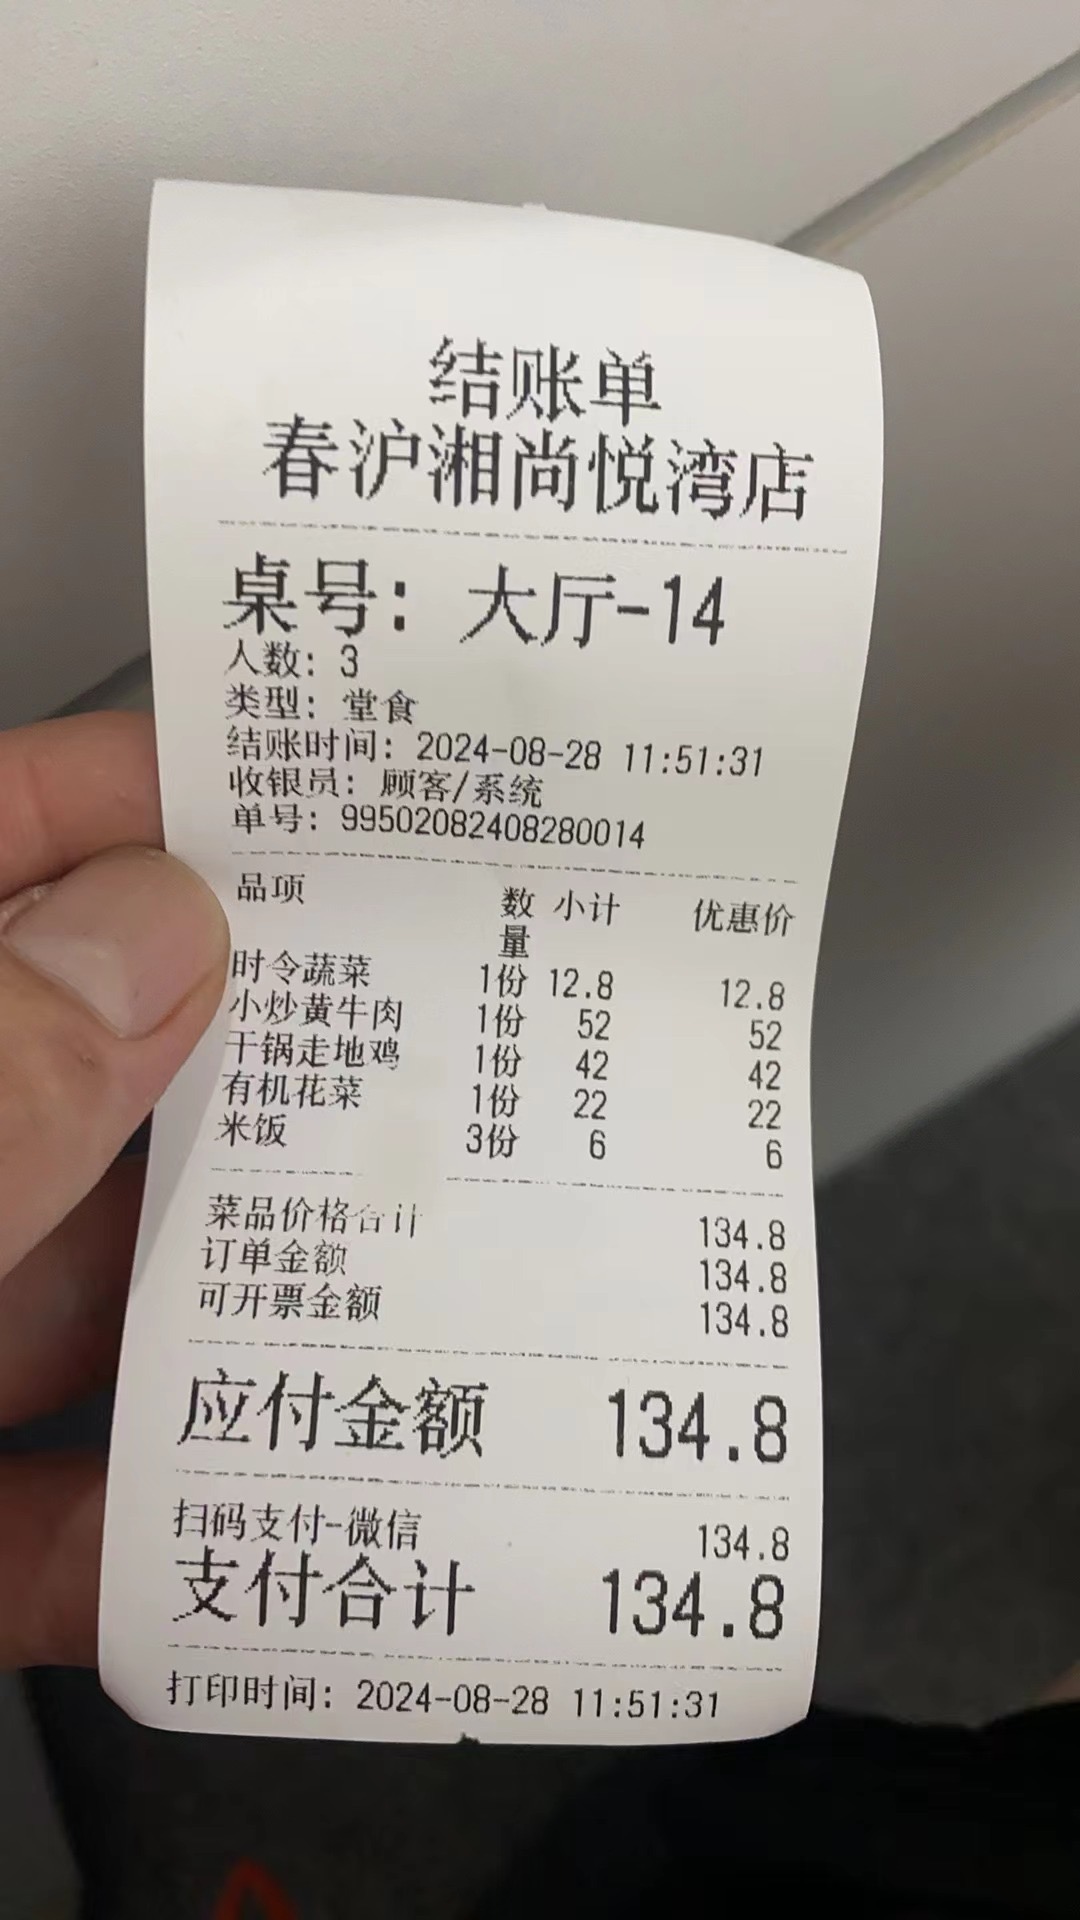 结账单
春沪湘尚悦湾店
桌号：大厅-14
人数：3
类型：堂食
结账时间：2024-08-28 11:51:31
收银员：顾客/系统
单号：99502082408280014
品项 数量 小计 优惠价
时令蔬菜 1份 12.8 12.8
小炒黄牛肉 1份 52 52
干锅走地鸡 1份 42 42
有机花菜 1份 22 22
米饭 3份 6 6
菜品价格合计 134.8
订单金额 134.8
可开票金额 134.8
应付金额 134.8
扫码支付-微信 134.8
支付合计 134.8
打印时间：2024-08-28 11:51:31